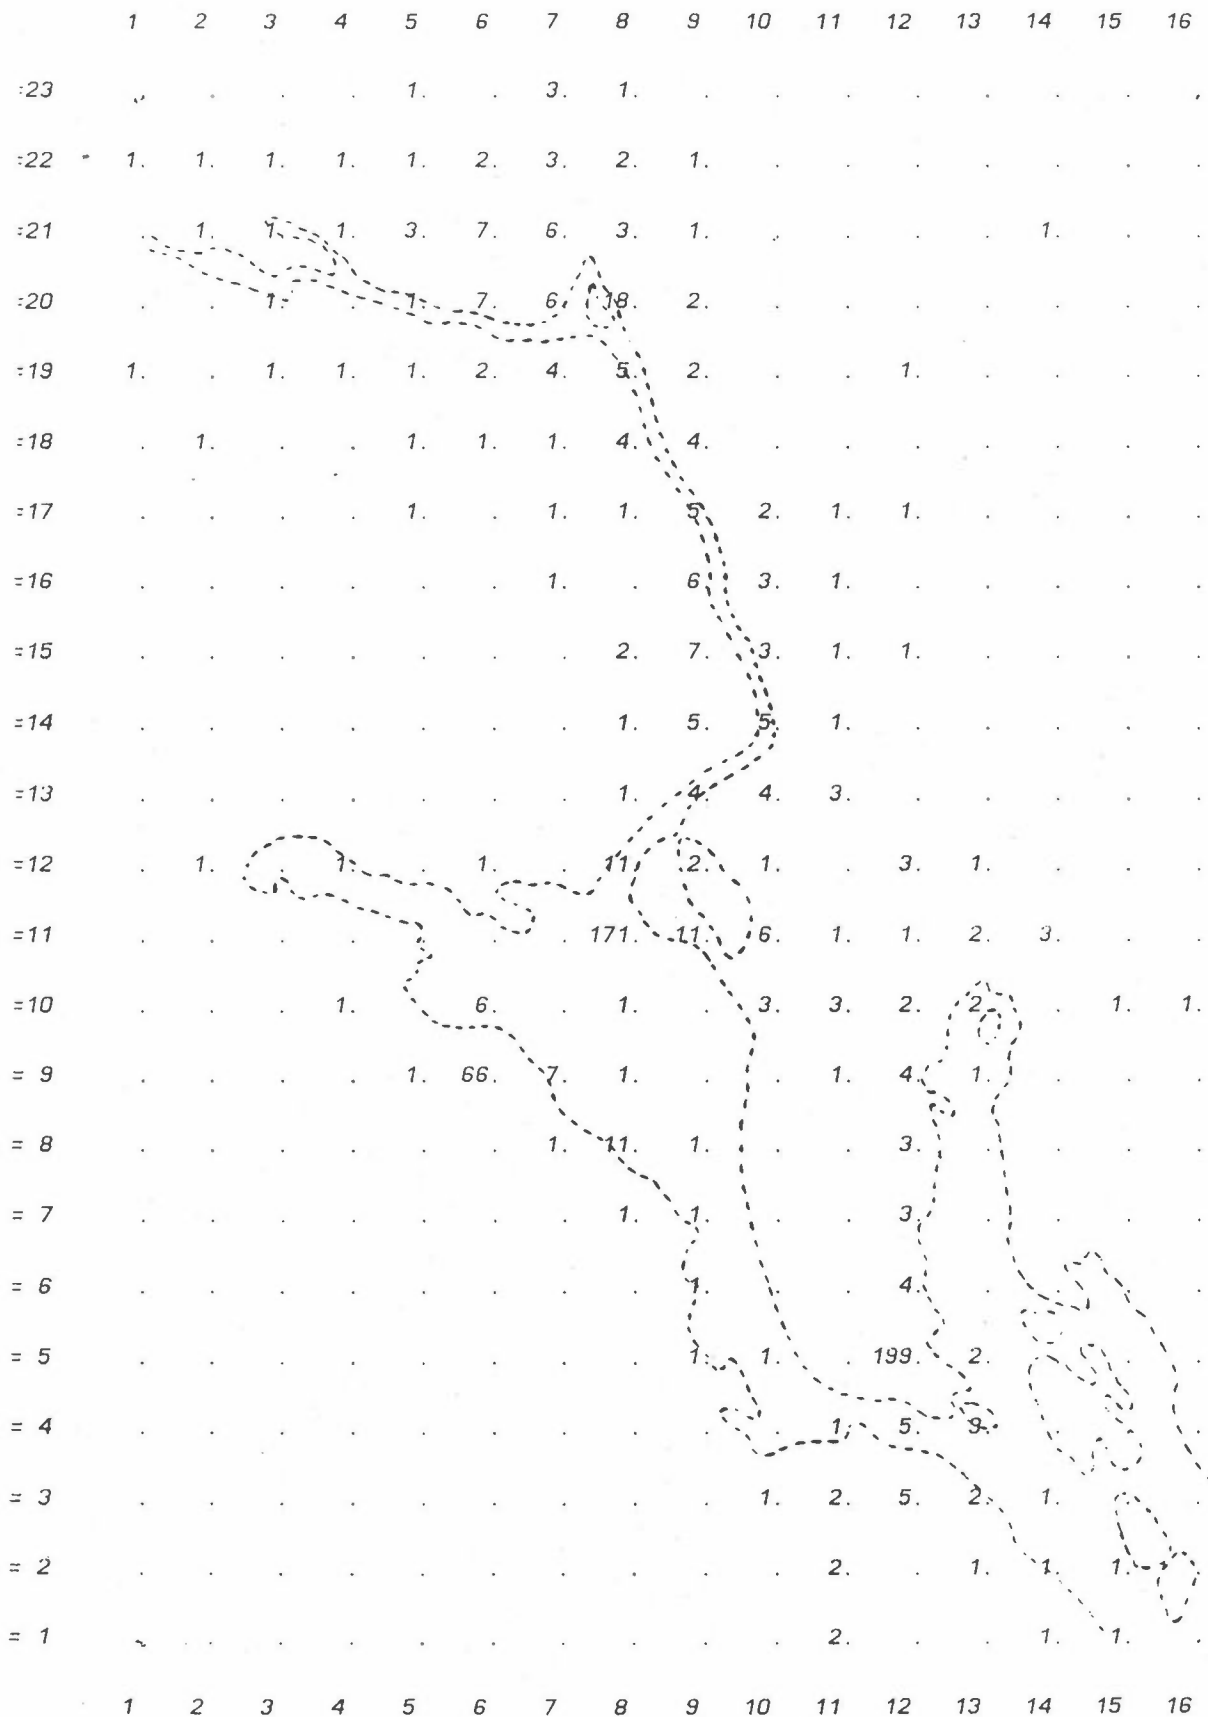 1 2 3 4 5 6 7 8 9 10 11 12 13 14 15 16
=23 . . . . 1. . 3. 1. . . . . . . . .
=22 1. 1. 1. 1. 1. 2. 3. 2. 1. . . . . . . .
=21 . 1. 1. 1. 3. 7. 6. 3. 1. . . . . 1. . .
=20 . . 1. . 1. 7. 6. 18. 2. . . . . . . .
=19 1. . 1. 1. 1. 2. 4. 5. 2. . . 1. . . . .
=18 . 1. . . 1. 1. 1. 4. 4. . . . . . . .
=17 . . . . 1. . 1. 1. 5. 2. 1. 1. . . . .
=16 . . . . . . 1. . 6. 3. 1. . . . . .
=15 . . . . . . . 2. 7. 3. 1. 1. . . . .
=14 . . . . . . . 1. 5. 5. 1. . . . . .
=13 . . . . . . . 1. 4. 4. 3. . . . . .
=12 . 1. . 1. . 1. . 11. 2. 1. . 3. 1. . . .
=11 . . . . . . . 171. 11. 6. 1. 1. 2. 3. . .
=10 . . . 1. . 6. . 1. . 3. 3. 2. 2. . 1. 1.
= 9 . . . . 1. 66. 7. 1. . . 1. 4. 1. . . .
= 8 . . . . . . 1. 11. 1. . . 3. . . . .
= 7 . . . . . . . 1. 1. . . 3. . . . .
= 6 . . . . . . . . 1. . . 4. . . . .
= 5 . . . . . . . . 1. 1. . 199. 2. . . .
= 4 . . . . . . . . . . 1. 5. 9. . . .
= 3 . . . . . . . . . 1. 2. 5. 2. 1. . .
= 2 . . . . . . . . . . 2. . 1. 1. 1. .
= 1 . . . . . . . . . . 2. . . 1. 1. .
1 2 3 4 5 6 7 8 9 10 11 12 13 14 15 16